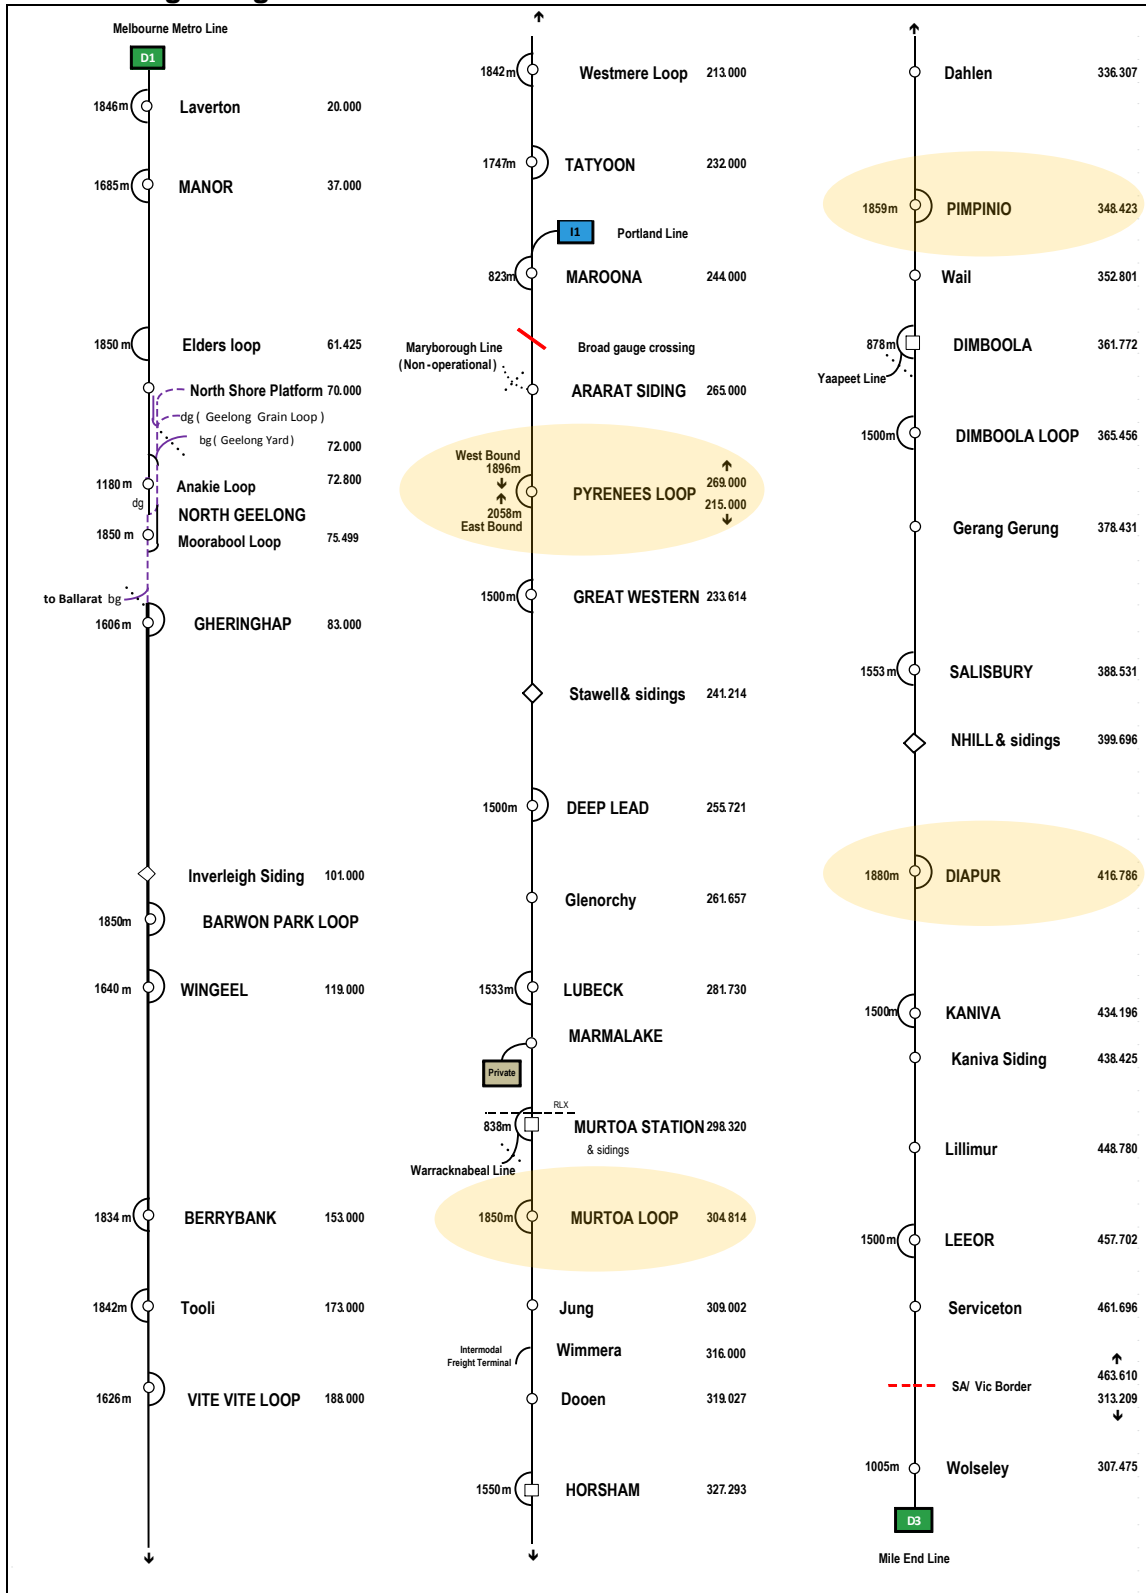 Melbourne Metro Line
D1
1846m Laverton 20.000
1685m MANOR 37.000
1850 m Elders loop 61.425
North Shore Platform 70.000
dg ( Geelong Grain Loop )
bg ( Geelong Yard ) 72.000
1180 m Anakie Loop 72.800
dg
NORTH GEELONG
1850 m Moorabool Loop 75.499
to Ballarat bg
1606 m GHERINGHAP 83.000
Inverleigh Siding 101.000
1850m BARWON PARK LOOP
1640 m WINGEEL 119.000
1834 m BERRYBANK 153.000
1842m Tooli 173.000
1626m VITE VITE LOOP 188.000
1842 m Westmere Loop 213.000
1747m TATYOON 232.000
I1 Portland Line
823m MAROONA 244.000
Broad gauge crossing
Maryborough Line
(Non-operational)
ARARAT SIDING 265.000
West Bound
1896m
PYRENEES LOOP 269.000
215.000
2058m
East Bound
1500m GREAT WESTERN 233.614
Stawell & sidings 241.214
1500m DEEP LEAD 255.721
Glenorchy 261.657
1533m LUBECK 281.730
MARMALAKE
Private
RLX
838m MURTOA STATION 298.320
& sidings
Warracknabeal Line
1850m MURTOA LOOP 304.814
Jung 309.002
Intermodal
Freight Terminal
Wimmera 316.000
Dooen 319.027
1550 m HORSHAM 327.293
Dahlen 336.307
1859m PIMPINIO 348.423
Wail 352.801
878m DIMBOOLA 361.772
Yaapeet Line
1500m DIMBOOLA LOOP 365.456
Gerang Gerung 378.431
1553 m SALISBURY 388.531
NHILL & sidings 399.696
1880m DIAPUR 416.786
1500m KANIVA 434.196
Kaniva Siding 438.425
Lillimur 448.780
1500m LEEOR 457.702
Serviceton 461.696
463.610
SA/ Vic Border
313.209
1005m Wolseley 307.475
D3
Mile End Line